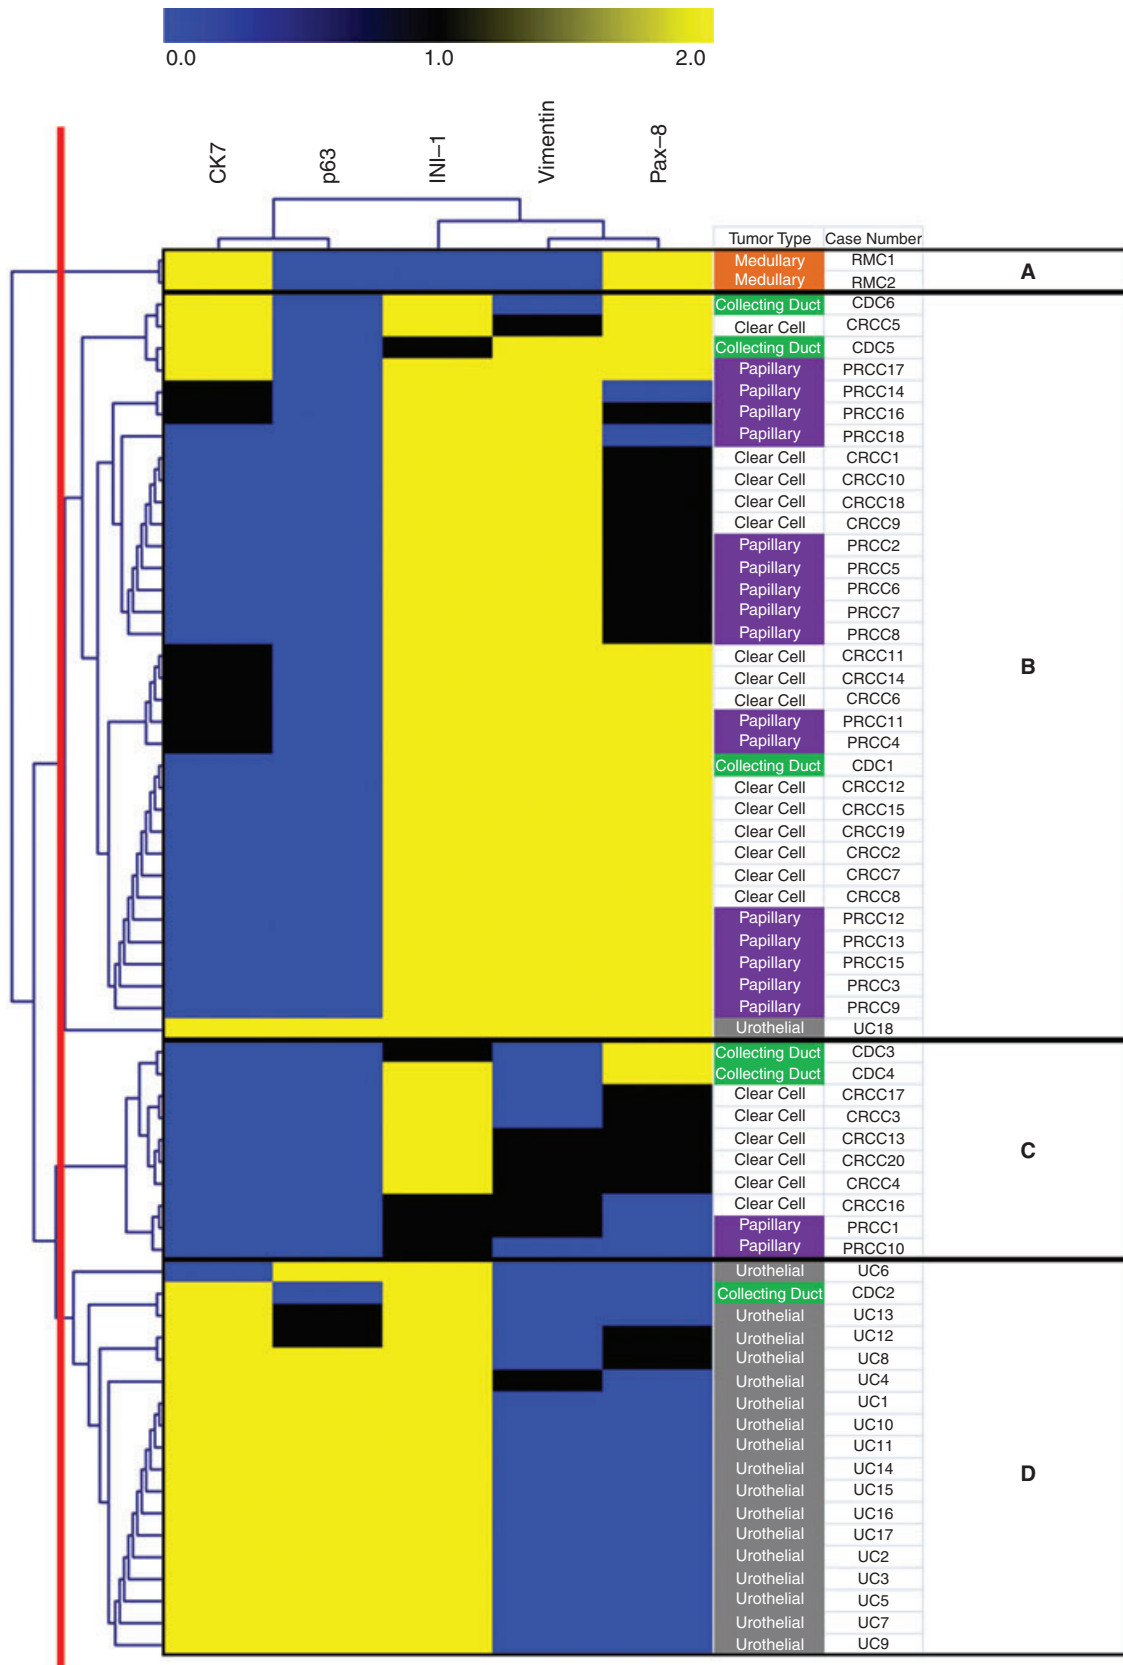 0.0 1.0 2.0
CK7 p63 INI–1 Vimentin Pax–8
Tumor Type Case Number
Medullary RMC1
A
Medullary RMC2
Collecting Duct CDC6
Clear Cell CRCC5
Collecting Duct CDC5
Papillary PRCC17
Papillary PRCC14
Papillary PRCC16
Papillary PRCC18
Clear Cell CRCC1
Clear Cell CRCC10
Clear Cell CRCC18
Clear Cell CRCC9
Papillary PRCC2
Papillary PRCC5
Papillary PRCC6
Papillary PRCC7
Papillary PRCC8
Clear Cell CRCC11
B
Clear Cell CRCC14
Clear Cell CRCC6
Papillary PRCC11
Papillary PRCC4
Collecting Duct CDC1
Clear Cell CRCC12
Clear Cell CRCC15
Clear Cell CRCC19
Clear Cell CRCC2
Clear Cell CRCC7
Clear Cell CRCC8
Papillary PRCC12
Papillary PRCC13
Papillary PRCC15
Papillary PRCC3
Papillary PRCC9
Urothelial UC18
Collecting Duct CDC3
Collecting Duct CDC4
Clear Cell CRCC17
Clear Cell CRCC3
Clear Cell CRCC13
C
Clear Cell CRCC20
Clear Cell CRCC4
Clear Cell CRCC16
Papillary PRCC1
Papillary PRCC10
Urothelial UC6
Collecting Duct CDC2
Urothelial UC13
Urothelial UC12
Urothelial UC8
Urothelial UC4
Urothelial UC1
Urothelial UC10
Urothelial UC11
Urothelial UC14
D
Urothelial UC15
Urothelial UC16
Urothelial UC17
Urothelial UC2
Urothelial UC3
Urothelial UC5
Urothelial UC7
Urothelial UC9